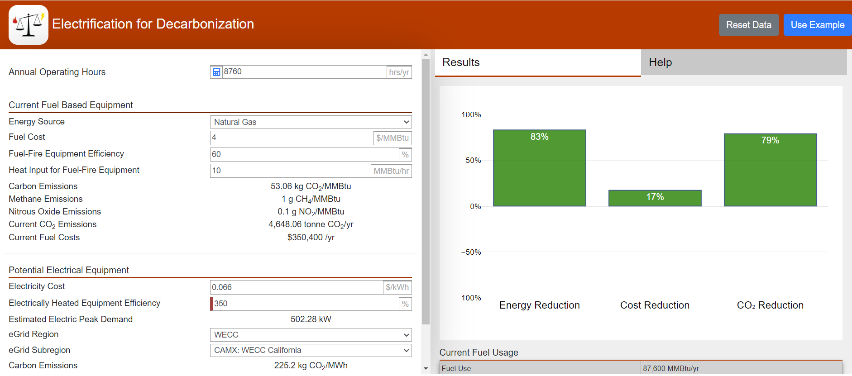 Electrification for Decarbonization
Reset Data
Use Example
Annual Operating Hours 8760 hrs/yr
Current Fuel Based Equipment
Energy Source Natural Gas
Fuel Cost 4 $/MMBtu
Fuel-Fire Equipment Efficiency 60 %
Heat Input for Fuel-Fire Equipment 10 MMBtu/hr
Carbon Emissions 53.06 kg CO₂/MMBtu
Methane Emissions 1 g CH₄/MMBtu
Nitrous Oxide Emissions 0.1 g NO₂/MMBtu
Current CO₂ Emissions 4,648.06 tonne CO₂/yr
Current Fuel Costs $350,400 /yr
Potential Electrical Equipment
Electricity Cost 0.066 $/kWh
Electrically Heated Equipment Efficiency 350 %
Estimated Electric Peak Demand 502.28 kW
eGrid Region WECC
eGrid Subregion CAMX: WECC California
Carbon Emissions 225.2 kg CO₂/MWh
Results
Help
100%
83%
79%
50%
17%
0%
−50%
100%
Energy Reduction
Cost Reduction
CO₂ Reduction
Current Fuel Usage
Fuel Use 87,600 MMBtu/yr